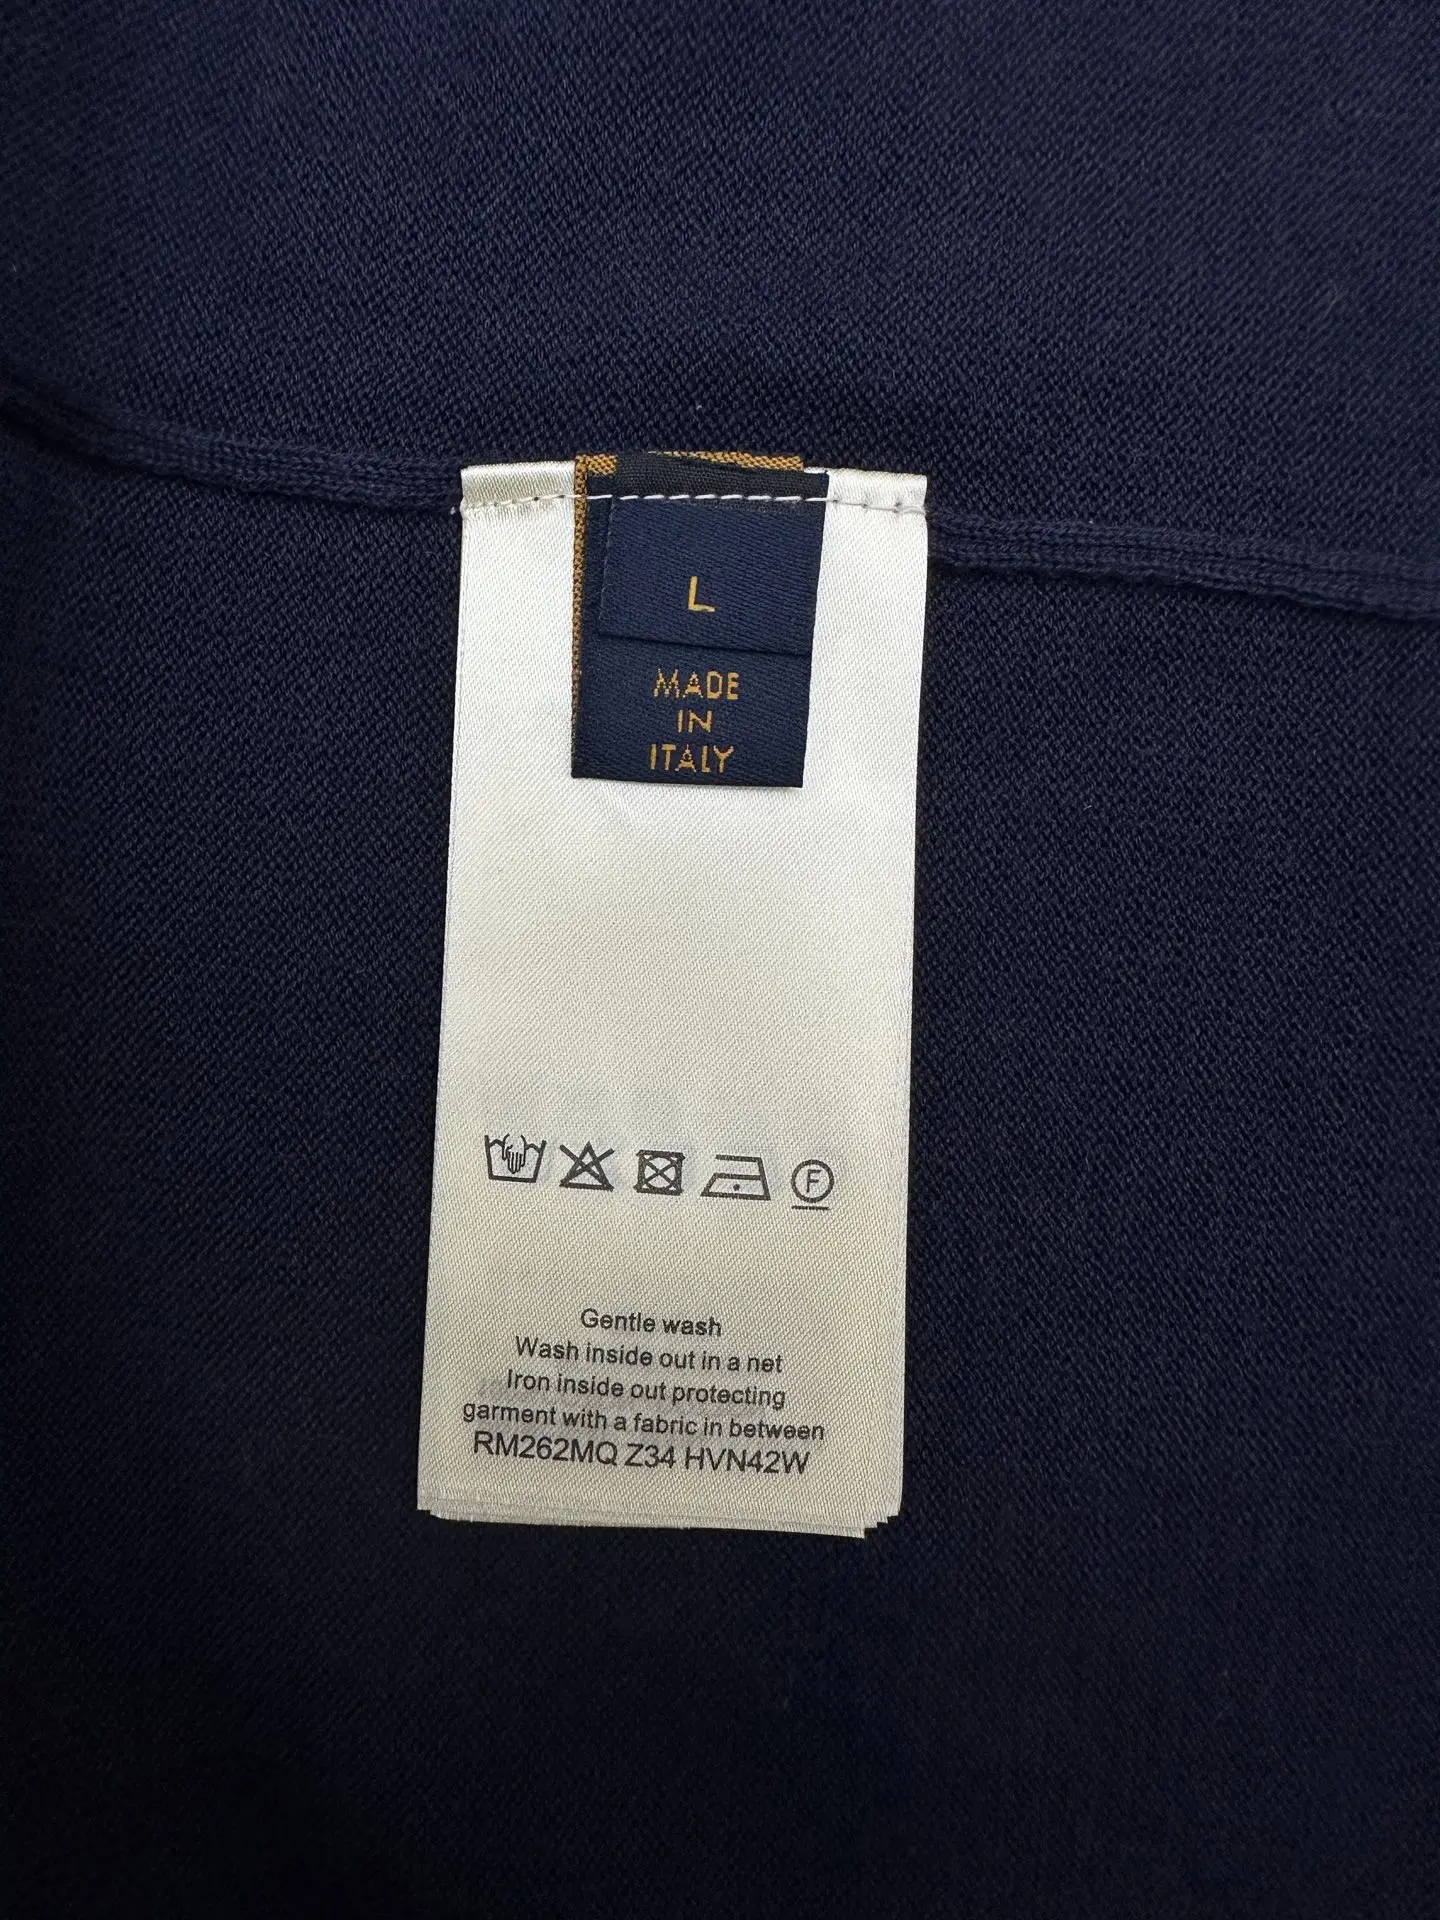 L
MADE
IN
ITALY
F
Gentle wash
Wash inside out in a net
Iron inside out protecting
garment with a fabric in between
RM262MQ Z34 HVN42W